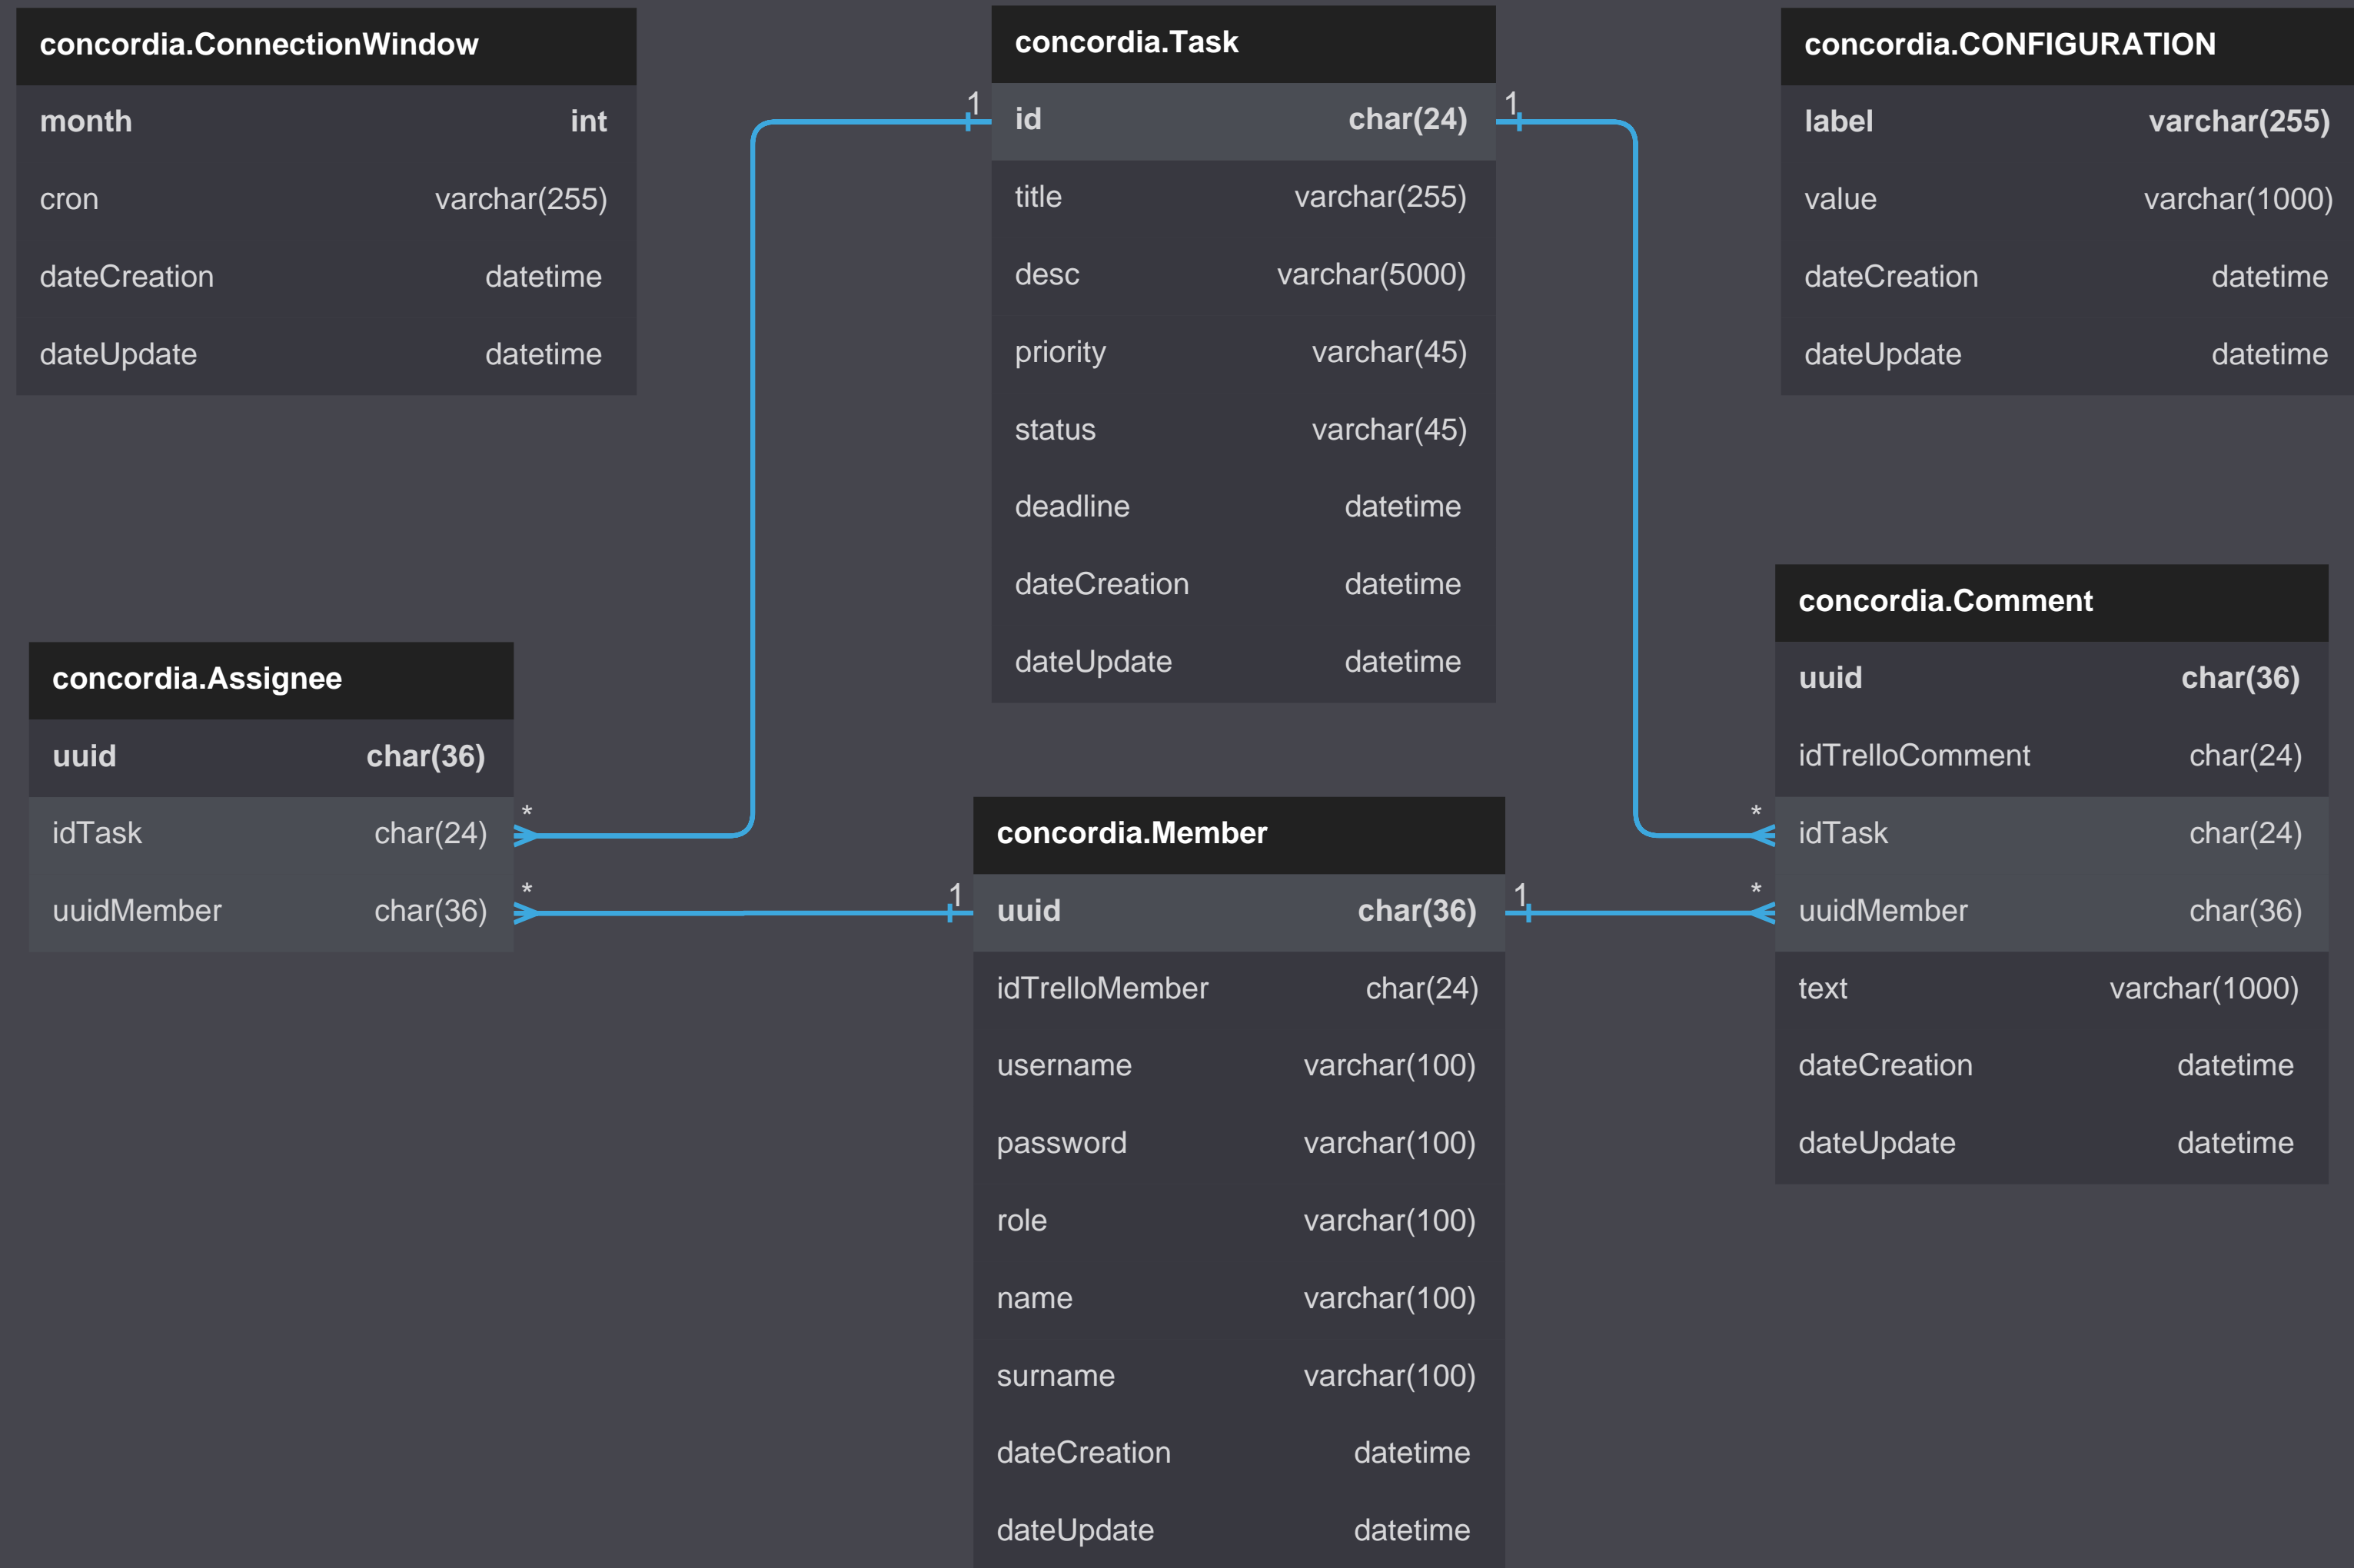 concordia.ConnectionWindow
month int
cron varchar(255)
dateCreation datetime
dateUpdate datetime
concordia.Task
1 id char(24) 1
title varchar(255)
desc varchar(5000)
priority varchar(45)
status varchar(45)
deadline datetime
dateCreation datetime
dateUpdate datetime
concordia.CONFIGURATION
label varchar(255)
value varchar(1000)
dateCreation datetime
dateUpdate datetime
concordia.Assignee
uuid char(36)
idTask char(24) *
uuidMember char(36) *
concordia.Member
1 uuid char(36) 1
idTrelloMember char(24)
username varchar(100)
password varchar(100)
role varchar(100)
name varchar(100)
surname varchar(100)
dateCreation datetime
dateUpdate datetime
concordia.Comment
uuid char(36)
idTrelloComment char(24)
* idTask char(24)
* uuidMember char(36)
text varchar(1000)
dateCreation datetime
dateUpdate datetime